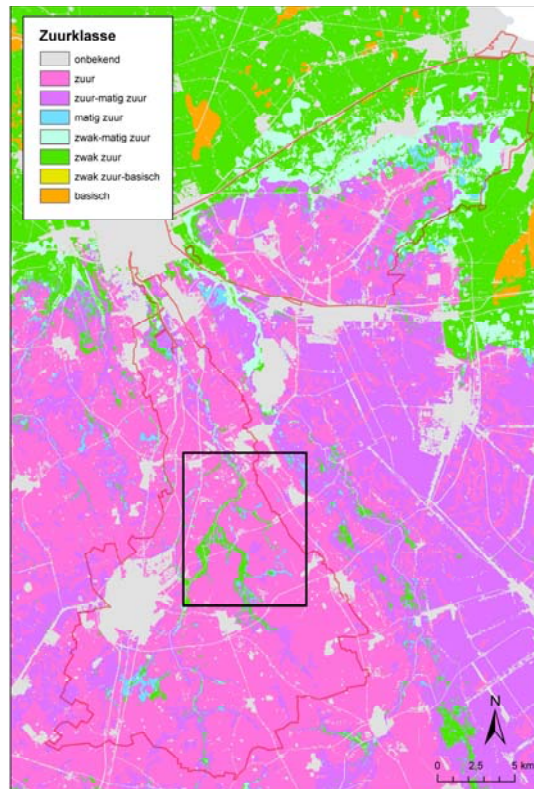 Zuurklasse
onbekend
zuur
zuur-matig zuur
matig zuur
zwak-matig zuur
zwak zuur
zwak zuur-basisch
basisch
N
0 2,5 5 km